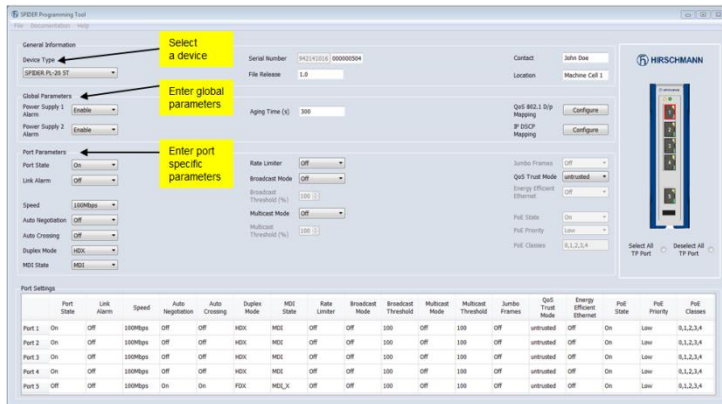 SPIDER Programming Tool
File Documentation Help
General Information
Select a device
Device Type
SPIDER PL-20 ST
Serial Number 942141016 000000504
File Release 1.0
Contact John Doe
Location Machine Cell 1
HIRSCHMANN
Global Parameters
Enter global parameters
Power Supply 1 Alarm Enable
Power Supply 2 Alarm Enable
Aging Time (s) 300
QoS 802.1 D/p Mapping Configure
IP DSCP Mapping Configure
Port Parameters
Enter port specific parameters
Port State On
Link Alarm Off
Speed 100Mbps
Auto Negotiation Off
Auto Crossing Off
Duplex Mode HDX
MDI State MDI
Rate Limiter Off
Broadcast Mode Off
Broadcast Threshold (%) 100
Multicast Mode Off
Multicast Threshold (%) 100
Jumbo Frames Off
QoS Trust Mode untrusted
Energy Efficient Ethernet Off
PoE State On
PoE Priority Low
PoE Classes 0,1,2,3,4
Select All TP Port
Deselect All TP Port
Port Settings
Port State Link Alarm Speed Auto Negotiation Auto Crossing Duplex Mode MDI State Rate Limiter Broadcast Mode Broadcast Threshold Multicast Mode Multicast Threshold Jumbo Frames QoS Trust Mode Energy Efficient Ethernet PoE State PoE Priority PoE Classes
Port 1 On Off 100Mbps Off Off HDX MDI Off Off 100 Off 100 Off untrusted Off On Low 0,1,2,3,4
Port 2 On Off 100Mbps Off Off HDX MDI Off Off 100 Off 100 Off untrusted Off On Low 0,1,2,3,4
Port 3 On Off 100Mbps Off Off HDX MDI Off Off 100 Off 100 Off untrusted Off On Low 0,1,2,3,4
Port 4 On Off 100Mbps Off Off HDX MDI Off Off 100 Off 100 Off untrusted Off On Low 0,1,2,3,4
Port 5 Off Off 100Mbps On On FDX MDI_X Off Off 100 Off 100 Off untrusted Off On Low 0,1,2,3,4